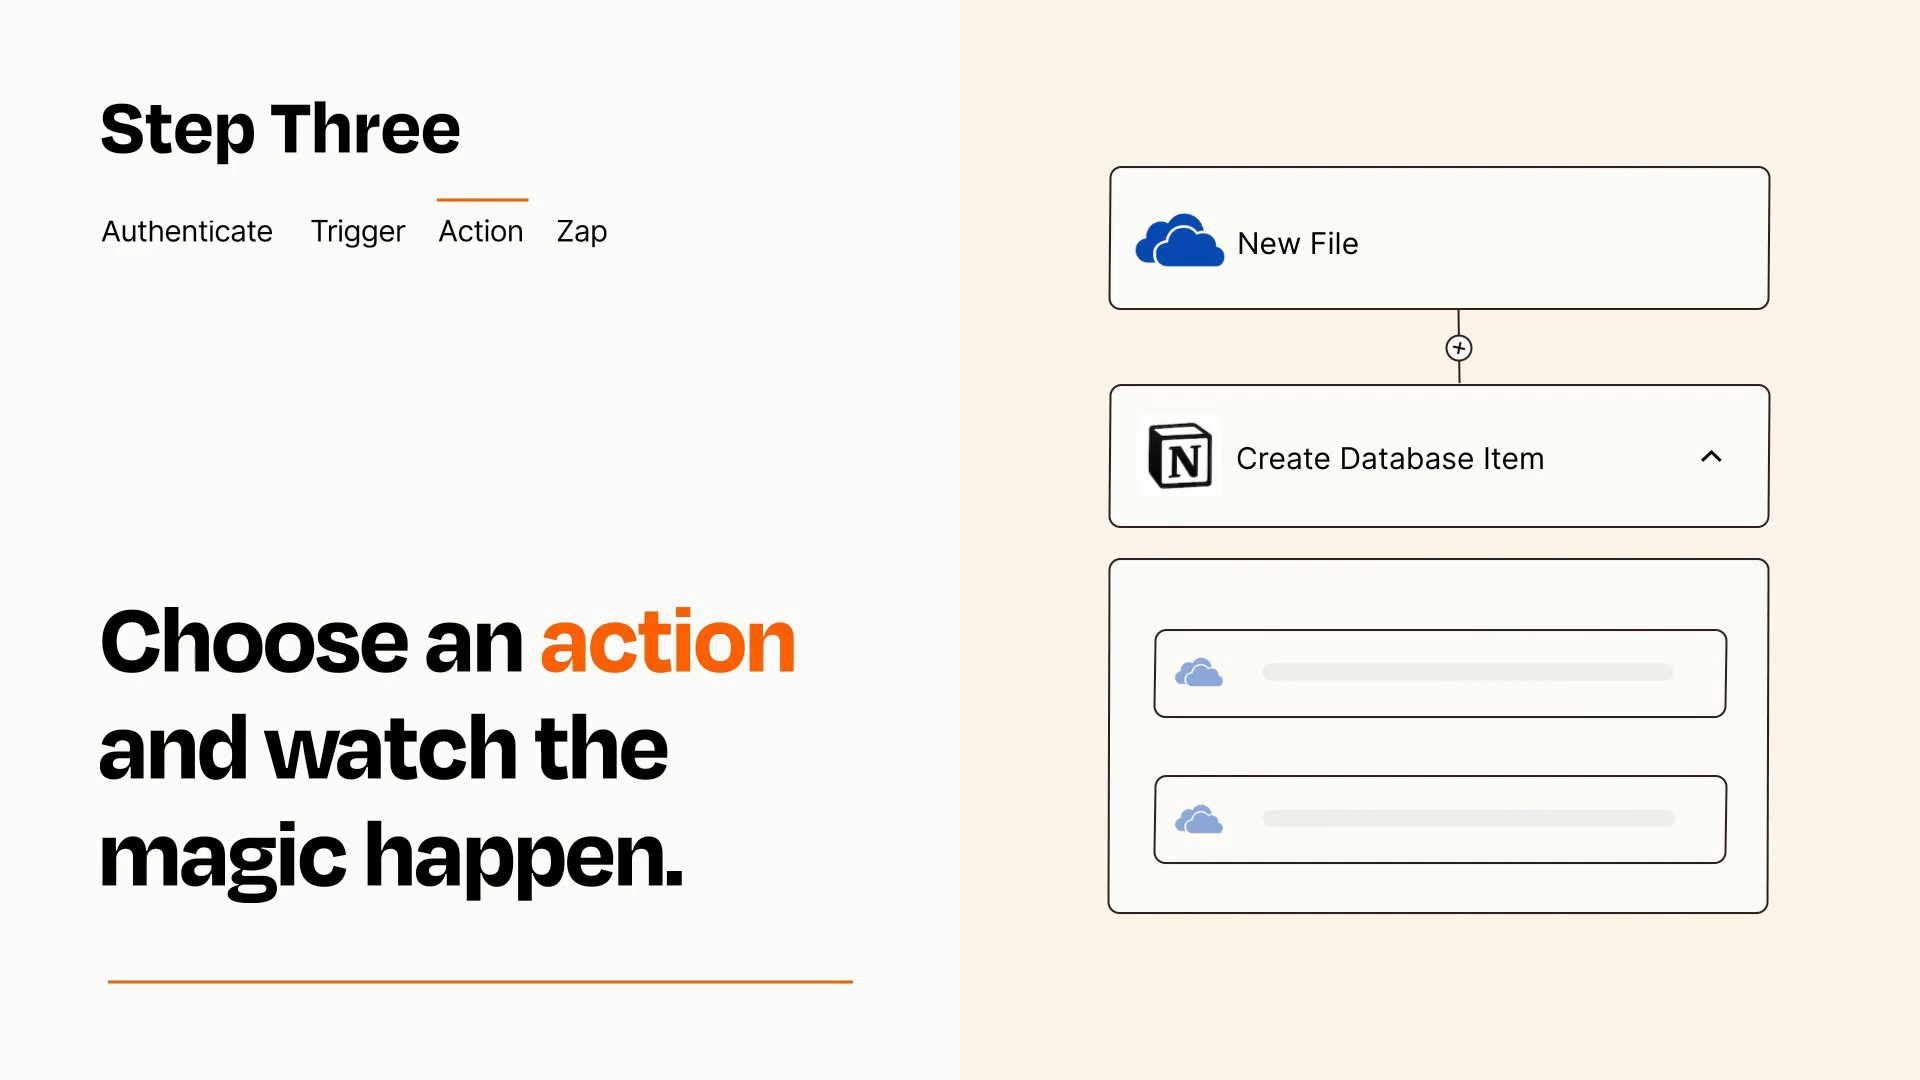 Step Three
Authenticate Trigger Action Zap
Choose an action
and watch the
magic happen.
New File
N Create Database Item